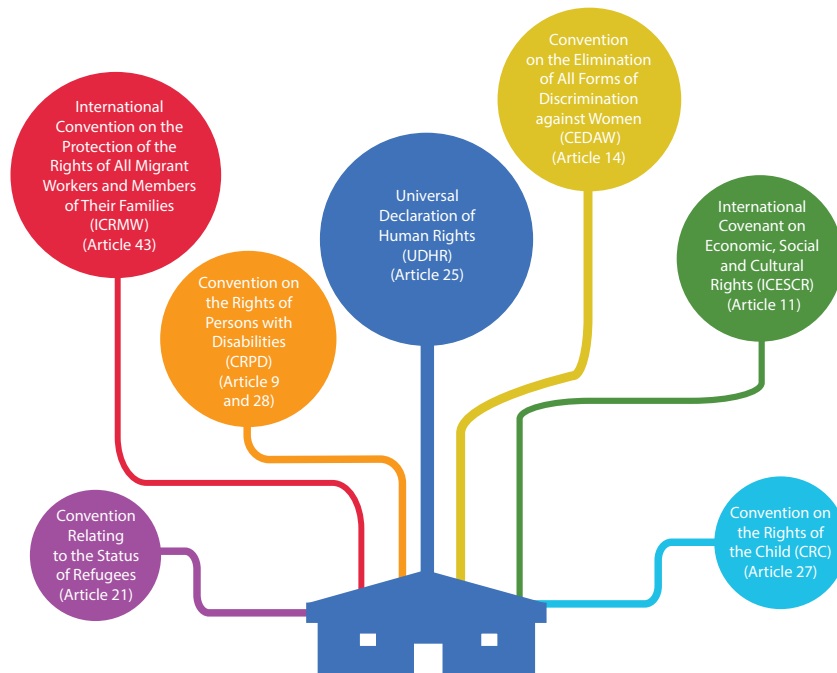 International
Convention on the
Protection of the
Rights of All Migrant
Workers and Members
of Their Families
(ICRMW)
(Article 43)
Convention on
the Rights of
Persons with
Disabilities
(CRPD)
(Article 9
and 28)
Convention
Relating
to the Status
of Refugees
(Article 21)
Universal
Declaration of
Human Rights
(UDHR)
(Article 25)
Convention
on the Elimination
of All Forms of
Discrimination
against Women
(CEDAW)
(Article 14)
International
Covenant on
Economic, Social
and Cultural
Rights (ICESCR)
(Article 11)
Convention on
the Rights of
the Child (CRC)
(Article 27)